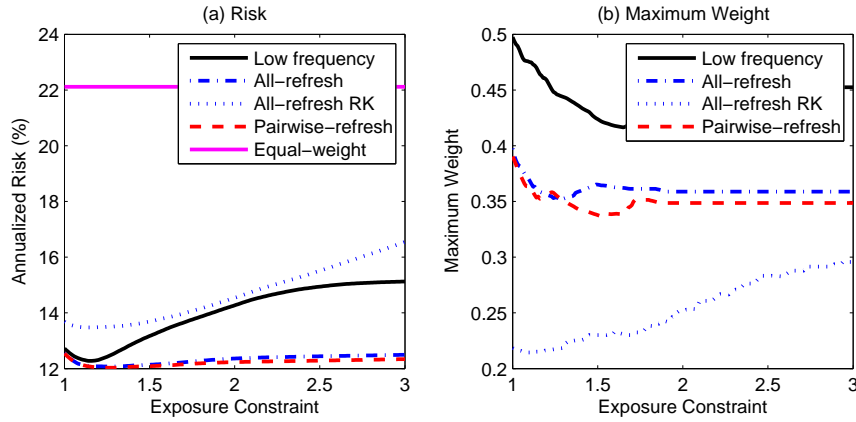 (a) Risk
Annualized Risk (%)
24
22
20
18
16
14
12
1
1.5
2
2.5
3
Exposure Constraint
Low frequency
All−refresh
All−refresh RK
Pairwise−refresh
Equal−weight
(b) Maximum Weight
Maximum Weight
0.5
0.45
0.4
0.35
0.3
0.25
0.2
1
1.5
2
2.5
3
Exposure Constraint
Low frequency
All−refresh
All−refresh RK
Pairwise−refresh